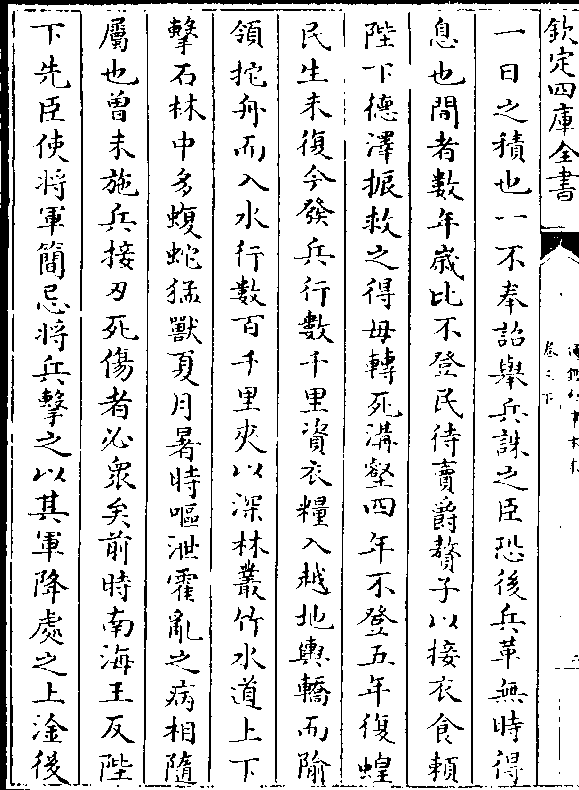 欽定四庫全書
一日之積也一不奉詔舉兵誅之臣恐後兵革無時得
息也間者數年歲比不登民待賣爵贅子以接衣食賴
陛下德澤振救之得毋轉死溝壑四年不登五年復蝗
民生未復今發兵行數千里資衣糧入越地輿轎而隃
領拕舟而入水行數百千里夾以深林叢竹水道上下
擊石林中多蝮蛇猛獸夏月暑時嘔泄霍亂之病相隨
屬也曾未施兵接刃死傷者必衆矣前時南海王反陛
下先臣使將軍簡忌將兵擊之以其軍降處之上淦後